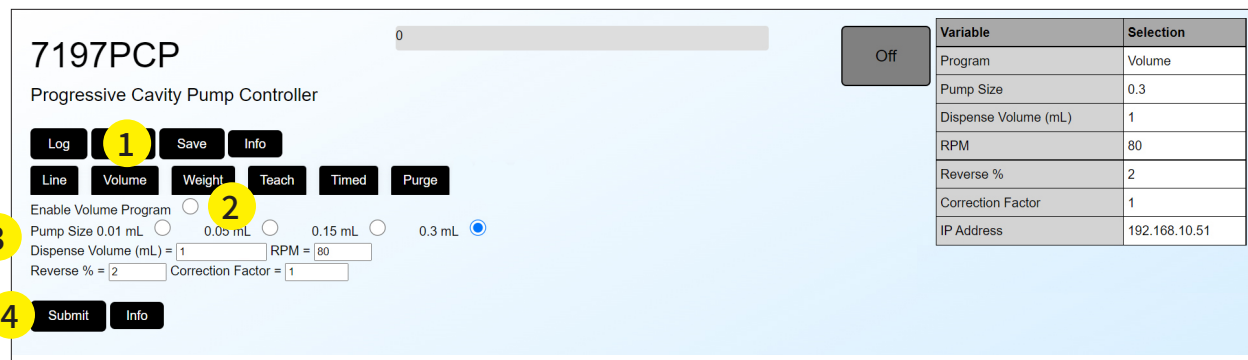 0
7197PCP
Off
Progressive Cavity Pump Controller
Log 1 Save Info
Line Volume Weight Teach Timed Purge
Enable Volume Program 2
Pump Size 0.01 mL 0.05 mL 0.15 mL 0.3 mL
3
Dispense Volume (mL) = 1 RPM = 80
Reverse % = 2 Correction Factor = 1
4 Submit Info
Variable Selection
Program Volume
Pump Size 0.3
Dispense Volume (mL) 1
RPM 80
Reverse % 2
Correction Factor 1
IP Address 192.168.10.51